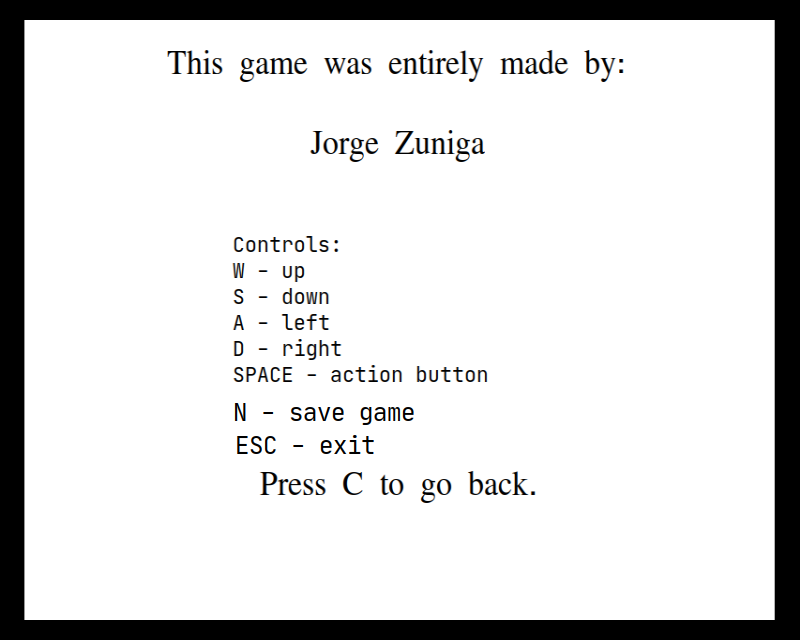 This game was entirely made by:
Jorge Zuniga
Controls:
W - up
S - down
A - left
D - right
SPACE - action button
N - save game
ESC - exit
Press C to go back.